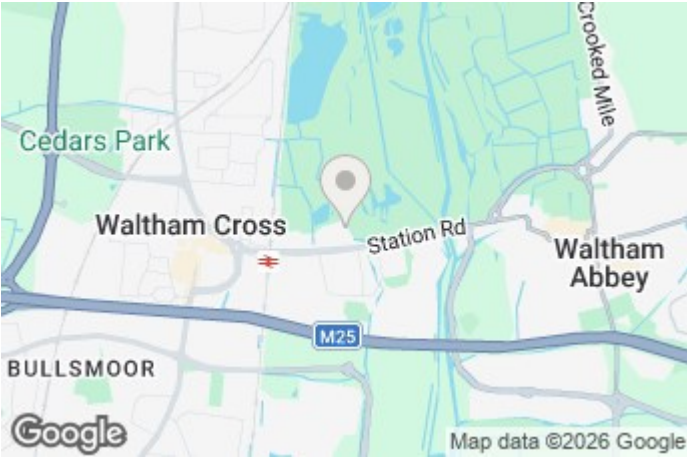 Crooked Mile
Cedars Park
Waltham Cross
Station Rd
Waltham
Abbey
M25
BULLSMOOR
Google
Map data ©2026 Google